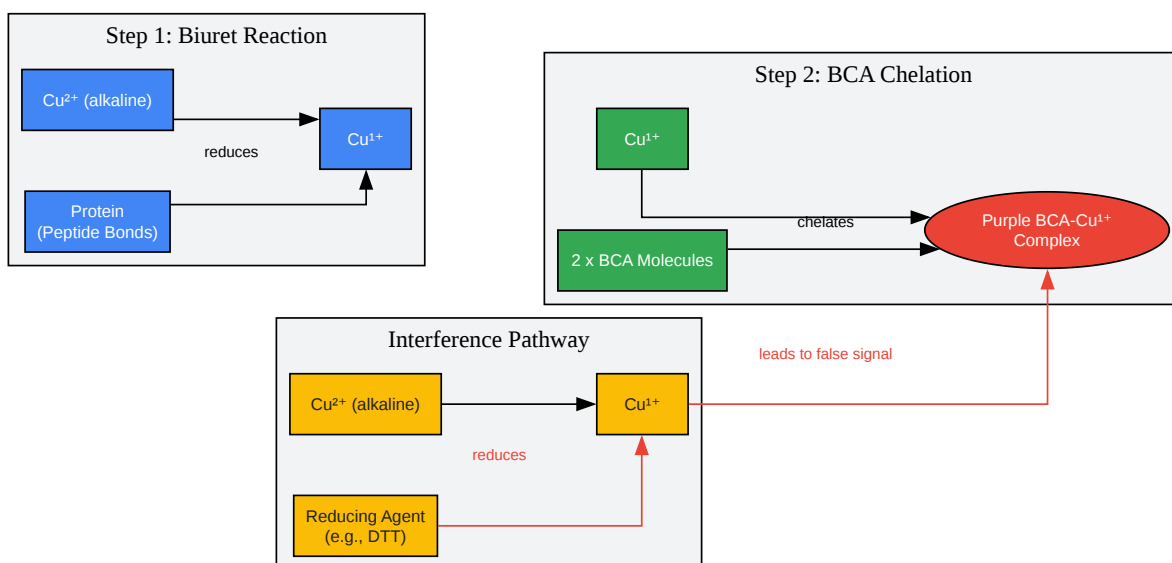 Step 1: Biuret Reaction
Cu²⁺ (alkaline)
Cu¹⁺
reduces
Protein
(Peptide Bonds)
Step 2: BCA Chelation
Cu¹⁺
chelates
2 x BCA Molecules
Purple BCA-Cu¹⁺
Complex
Interference Pathway
Cu²⁺ (alkaline)
Cu¹⁺
reduces
Reducing Agent
(e.g., DTT)
leads to false signal